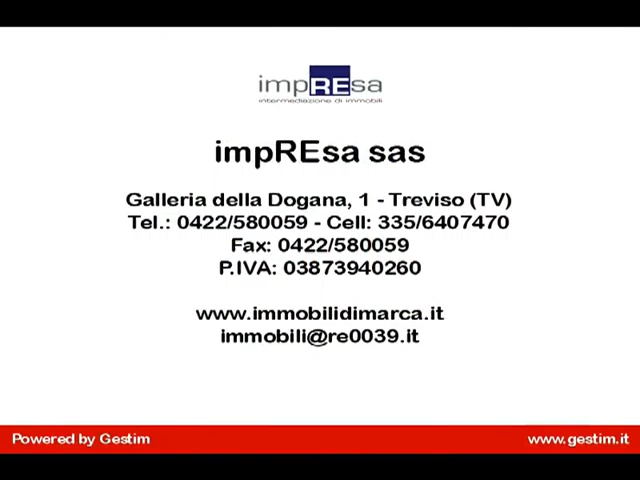 impREsa
intermediazione di immobili
impREsa sas
Galleria della Dogana, 1 - Treviso (TV)
Tel.: 0422/580059 - Cell: 335/6407470
Fax: 0422/580059
P.IVA: 03873940260
www.immobilidimarca.it
immobili@re0039.it
Powered by Gestim
www.gestim.it